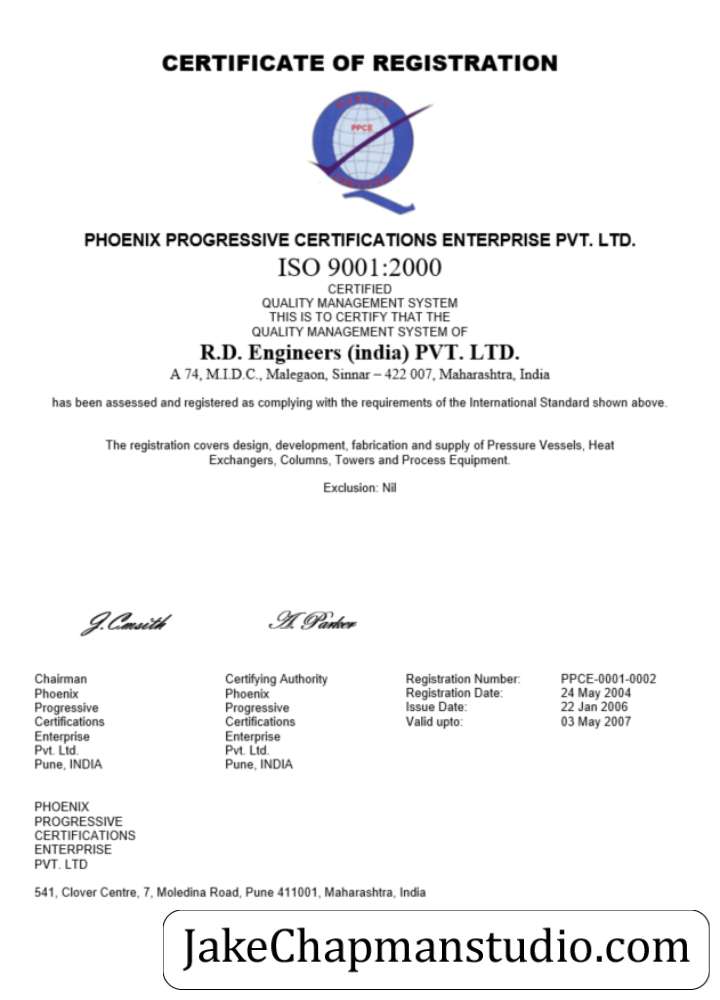 CERTIFICATE OF REGISTRATION
QUALITY
PPCE
PHOENIX PROGRESSIVE CERTIFICATIONS ENTERPRISE PVT. LTD.
ISO 9001:2000
CERTIFIED
QUALITY MANAGEMENT SYSTEM
THIS IS TO CERTIFY THAT THE
QUALITY MANAGEMENT SYSTEM OF
R.D. Engineers (india) PVT. LTD.
A 74, M.I.D.C., Malegaon, Sinnar – 422 007, Maharashtra, India
has been assessed and registered as complying with the requirements of the International Standard shown above.
The registration covers design, development, fabrication and supply of Pressure Vessels, Heat
Exchangers, Columns, Towers and Process Equipment.
Exclusion: Nil
J. Cmsith
A. Parker
Chairman
Phoenix
Progressive
Certifications
Enterprise
Pvt. Ltd.
Pune, INDIA
Certifying Authority
Phoenix
Progressive
Certifications
Enterprise
Pvt. Ltd.
Pune, INDIA
Registration Number: PPCE-0001-0002
Registration Date: 24 May 2004
Issue Date: 22 Jan 2006
Valid upto: 03 May 2007
PHOENIX
PROGRESSIVE
CERTIFICATIONS
ENTERPRISE
PVT. LTD
541, Clover Centre, 7, Moledina Road, Pune 411001, Maharashtra, India
JakeChapmanstudio.com